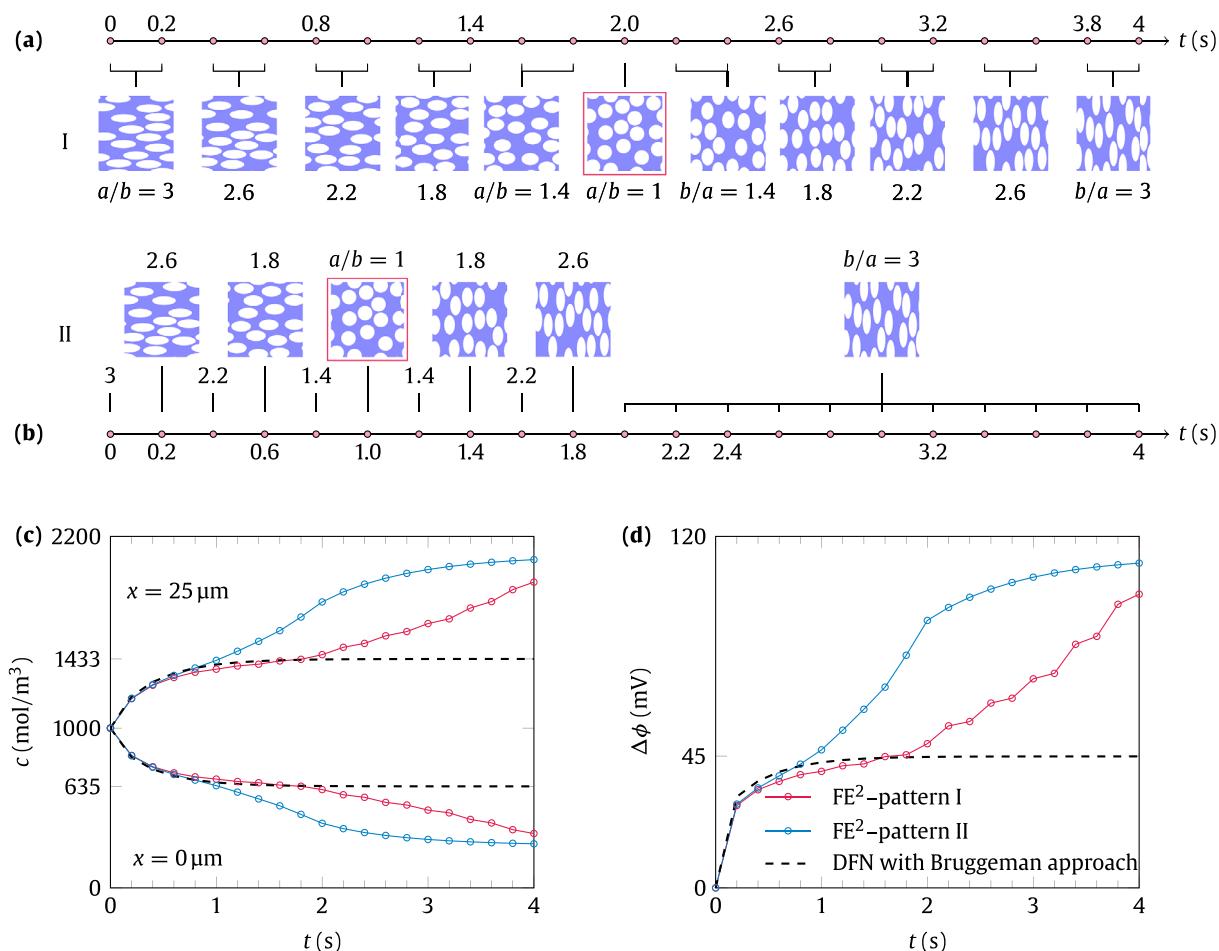 0 0.2 0.8 1.4 2.0 2.6 3.2 3.8 4
(a) t (s)
I
a/b = 3 2.6 2.2 1.8 a/b = 1.4 a/b = 1 b/a = 1.4 1.8 2.2 2.6 b/a = 3
2.6 1.8 a/b = 1 1.8 2.6 b/a = 3
II
3 2.2 1.4 1.4 2.2
(b) t (s)
0 0.2 0.6 1.0 1.4 1.8 2.2 2.4 3.2 4
(c)
2200
x = 25 μm
1433
c (mol/m³)
1000
635
x = 0 μm
0
0 1 2 3 4
t (s)
(d)
120
Δϕ (mV)
45
FE²–pattern I
FE²–pattern II
DFN with Bruggeman approach
0
0 1 2 3 4
t (s)